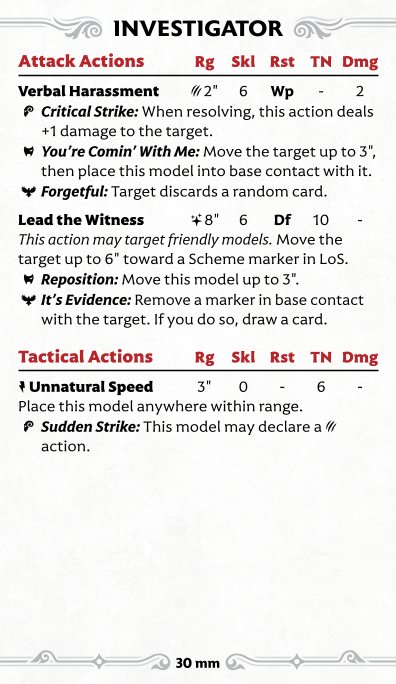 INVESTIGATOR
Attack Actions Rg Skl Rst TN Dmg
Verbal Harassment 2" 6 Wp - 2
Critical Strike: When resolving, this action deals
+1 damage to the target.
You're Comin' With Me: Move the target up to 3",
then place this model into base contact with it.
Forgetful: Target discards a random card.
Lead the Witness 8" 6 Df 10 -
This action may target friendly models. Move the
target up to 6" toward a Scheme marker in LoS.
Reposition: Move this model up to 3".
It's Evidence: Remove a marker in base contact
with the target. If you do so, draw a card.
Tactical Actions Rg Skl Rst TN Dmg
Unnatural Speed 3" 0 - 6 -
Place this model anywhere within range.
Sudden Strike: This model may declare a
action.
30 mm